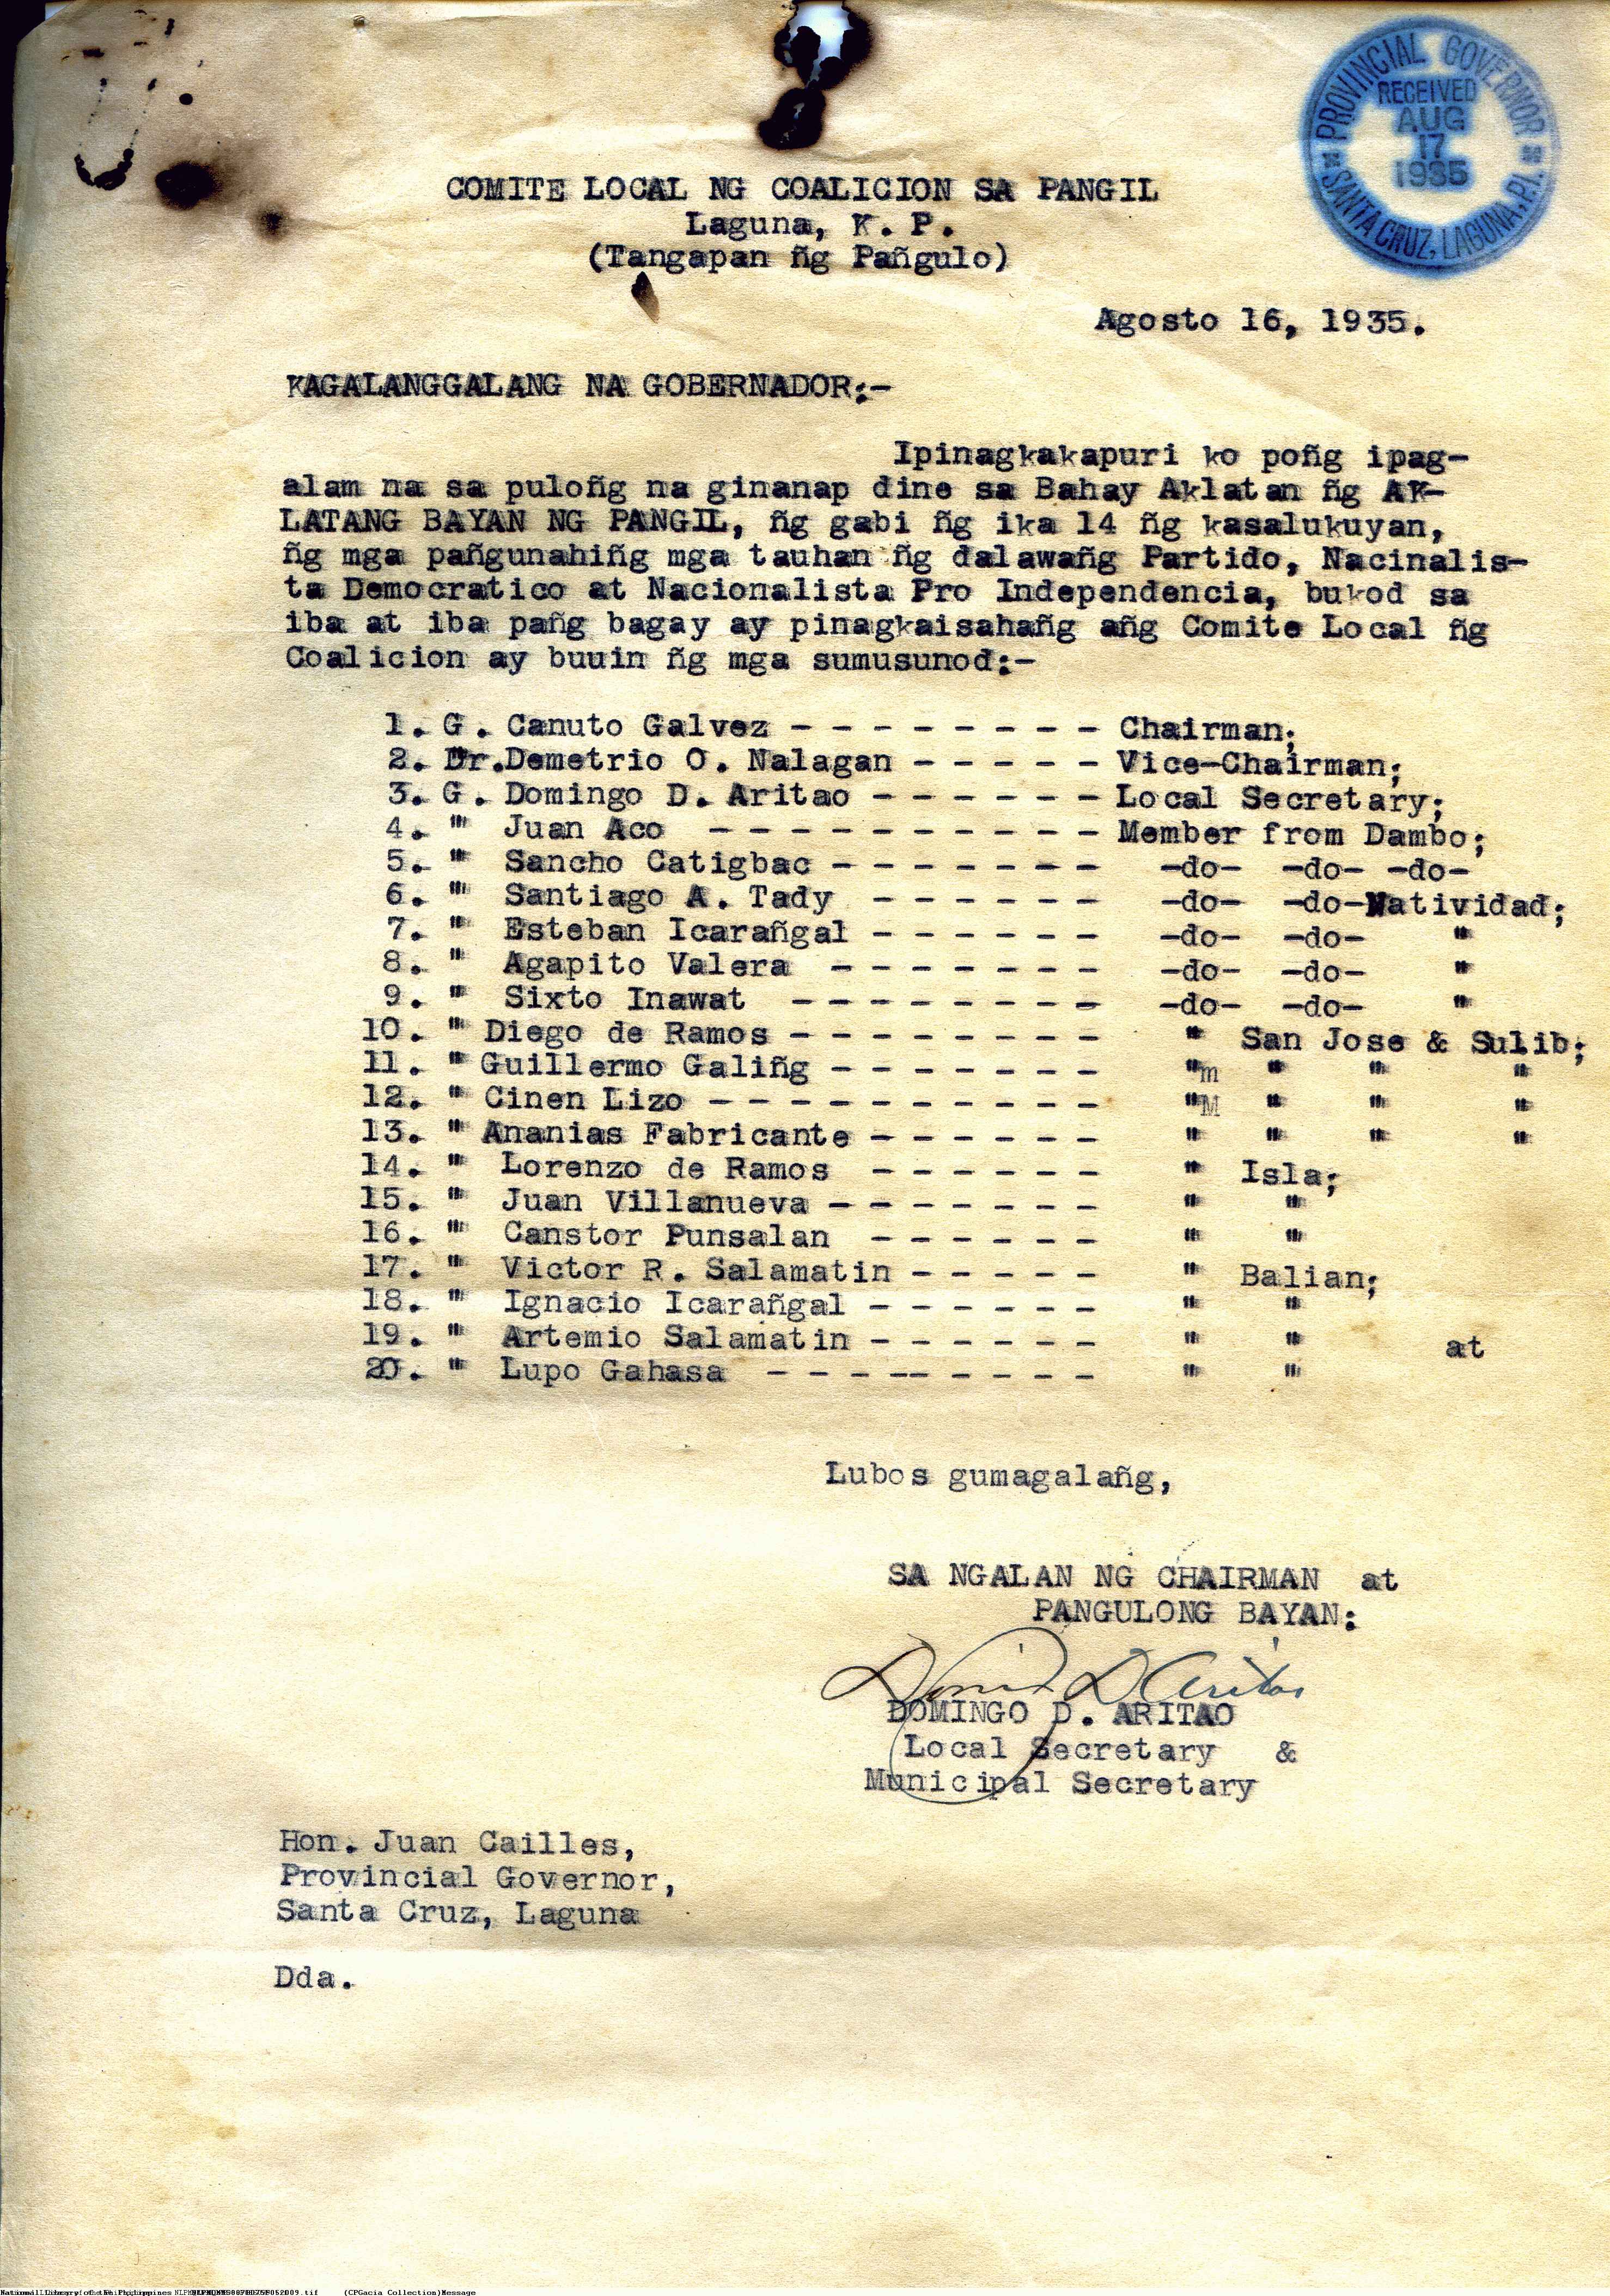 PROVINCIAL GOVERNOR
RECEIVED
AUG
17
1935
SANTA CRUZ, LAGUNA, P.I.
COMITE LOCAL NG COALICION SA PANGIL
Laguna, K. P.
(Tangapan ñg Pañgulo)
Agosto 16, 1935.
KAGALANGGALANG NA GOBERNADOR:-
Ipinagkakapuri ko poñg ipag-
alam na sa puloñg na ginanap dine sa Bahay Aklatan ñg AK-
LATANG BAYAN NG PANGIL, ñg gabi ñg ika 14 ñg kasalukuyan,
ñg mga pañgunahiñg mga tauhan ñg dalawañg Partido, Nacinalis-
ta Democratico at Nacionalista Pro Independencia, bukod sa
iba at iba pañg bagay ay pinagkaisahañg añg Comite Local ñg
Coalicion ay buuin ñg mga sumusunod:-
1. G. Canuto Galvez - - - - - - - - Chairman;
2. Dr.Demetrio O. Nalagan - - - - - Vice-Chairman;
3. G. Domingo D. Aritao - - - - - - Local Secretary;
4. " Juan Aco - - - - - - - - - - Member from Dambo;
5. " Sancho Catigbac - - - - - - - -do- -do- -do-
6. " Santiago A. Tady - - - - - - -do- -do-Natividad;
7. " Esteban Icarañgal - - - - - - -do- -do- "
8. " Agapito Valera - - - - - - - -do- -do- "
9. " Sixto Inawat - - - - - - - - -do- -do- "
10. " Diego de Ramos - - - - - - - - " San Jose & Sulib;
11. " Guillermo Galiñg - - - - - - - "m " " "
12. " Cinen Lizo - - - - - - - - - - "M " " "
13. " Ananias Fabricante - - - - - - " " " "
14. " Lorenzo de Ramos - - - - - - " Isla;
15. " Juan Villanueva - - - - - - - " "
16. " Canstor Punsalan - - - - - - " "
17. " Victor R. Salamatin - - - - - " Balian;
18. " Ignacio Icarañgal - - - - - - " "
19. " Artemio Salamatin - - - - - - " " at
20. " Lupo Gahasa - - - - -- - - - - " "
Lubos gumagalañg,
SA NGALAN NG CHAIRMAN at
PANGULONG BAYAN:
DOMINGO D. ARITAO
Local Secretary &
Municipal Secretary
Hon. Juan Cailles,
Provincial Governor,
Santa Cruz, Laguna
Dda.
(CPGacia Collection)Message